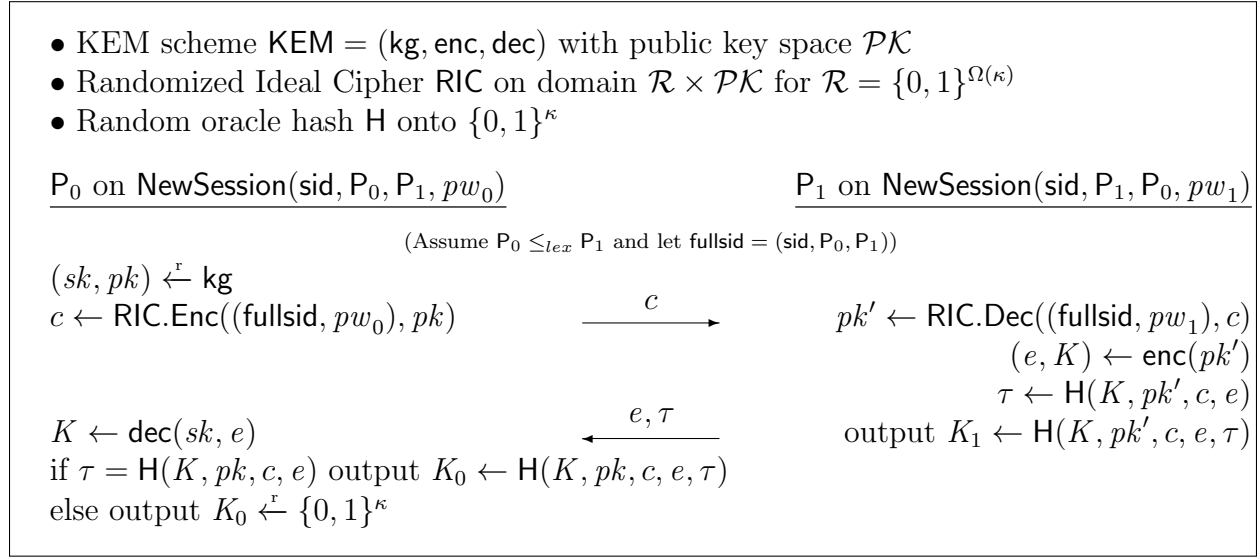 • KEM scheme KEM = (kg, enc, dec) with public key space 𝒫𝒦
• Randomized Ideal Cipher RIC on domain ℛ × 𝒫𝒦 for ℛ = {0, 1}^{Ω(κ)}
• Random oracle hash H onto {0, 1}^κ
P₀ on NewSession(sid, P₀, P₁, pw₀) P₁ on NewSession(sid, P₁, P₀, pw₁)
(Assume P₀ ≤_{lex} P₁ and let fullsid = (sid, P₀, P₁))
(sk, pk) ←^r kg
c ← RIC.Enc((fullsid, pw₀), pk) c pk′ ← RIC.Dec((fullsid, pw₁), c)
(e, K) ← enc(pk′)
τ ← H(K, pk′, c, e)
K ← dec(sk, e) e, τ output K₁ ← H(K, pk′, c, e, τ)
if τ = H(K, pk, c, e) output K₀ ← H(K, pk, c, e, τ)
else output K₀ ←^r {0, 1}^κ